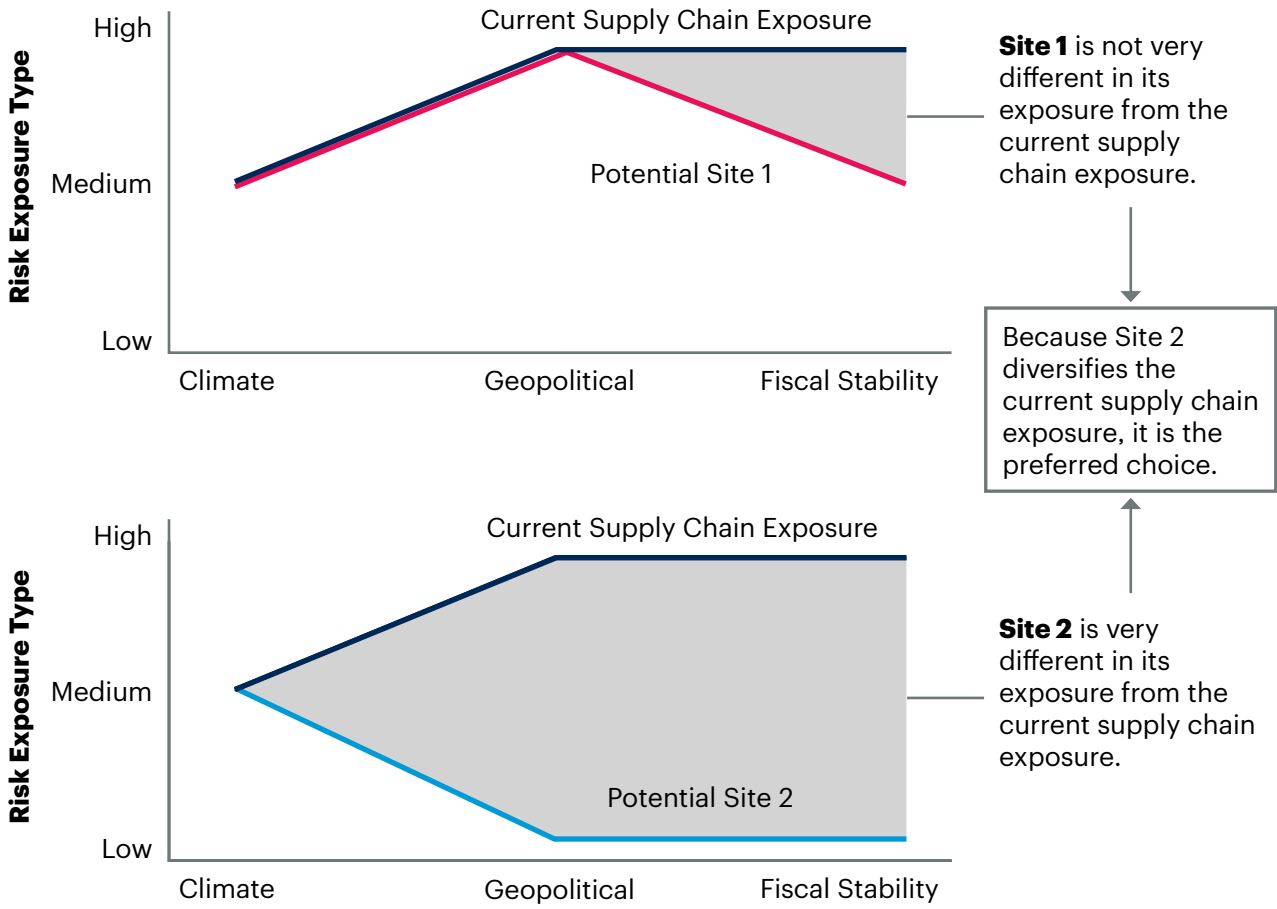 Risk Exposure Type
High
Medium
Low
Current Supply Chain Exposure
Potential Site 1
Climate
Geopolitical
Fiscal Stability
Site 1 is not very
different in its
exposure from the
current supply
chain exposure.
Because Site 2
diversifies the
current supply chain
exposure, it is the
preferred choice.
Risk Exposure Type
High
Medium
Low
Current Supply Chain Exposure
Potential Site 2
Climate
Geopolitical
Fiscal Stability
Site 2 is very
different in its
exposure from the
current supply chain
exposure.